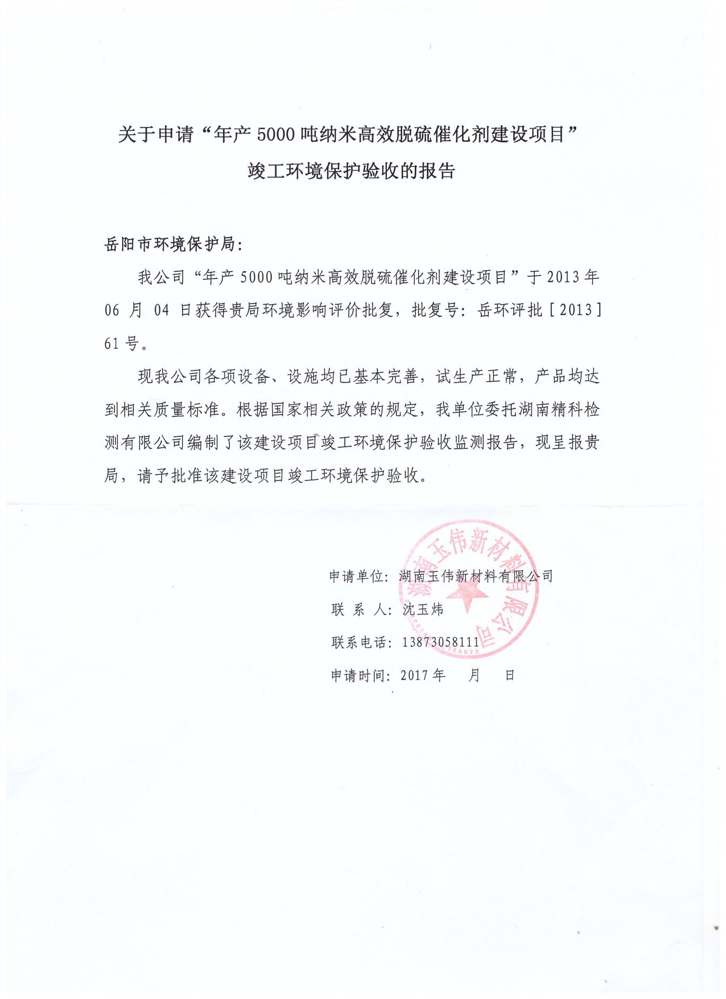 关于申请“年产 5000 吨纳米高效脱硫催化剂建设项目”
竣工环境保护验收的报告
岳阳市环境保护局：
我公司“年产 5000 吨纳米高效脱硫催化剂建设项目”于 2013 年
06 月 04 日获得贵局环境影响评价批复，批复号：岳环评批[2013]
61 号。
现我公司各项设备、设施均已基本完善，试生产正常，产品均达
到相关质量标准。根据国家相关政策的规定，我单位委托湖南精科检
测有限公司编制了该建设项目竣工环境保护验收监测报告，现呈报贵
局，请予批准该建设项目竣工环境保护验收。
湖南玉伟新材料有限公司
申请单位：湖南玉伟新材料有限公司
联 系 人：沈玉炜
联系电话：13873058111
申请时间：2017 年 月 日